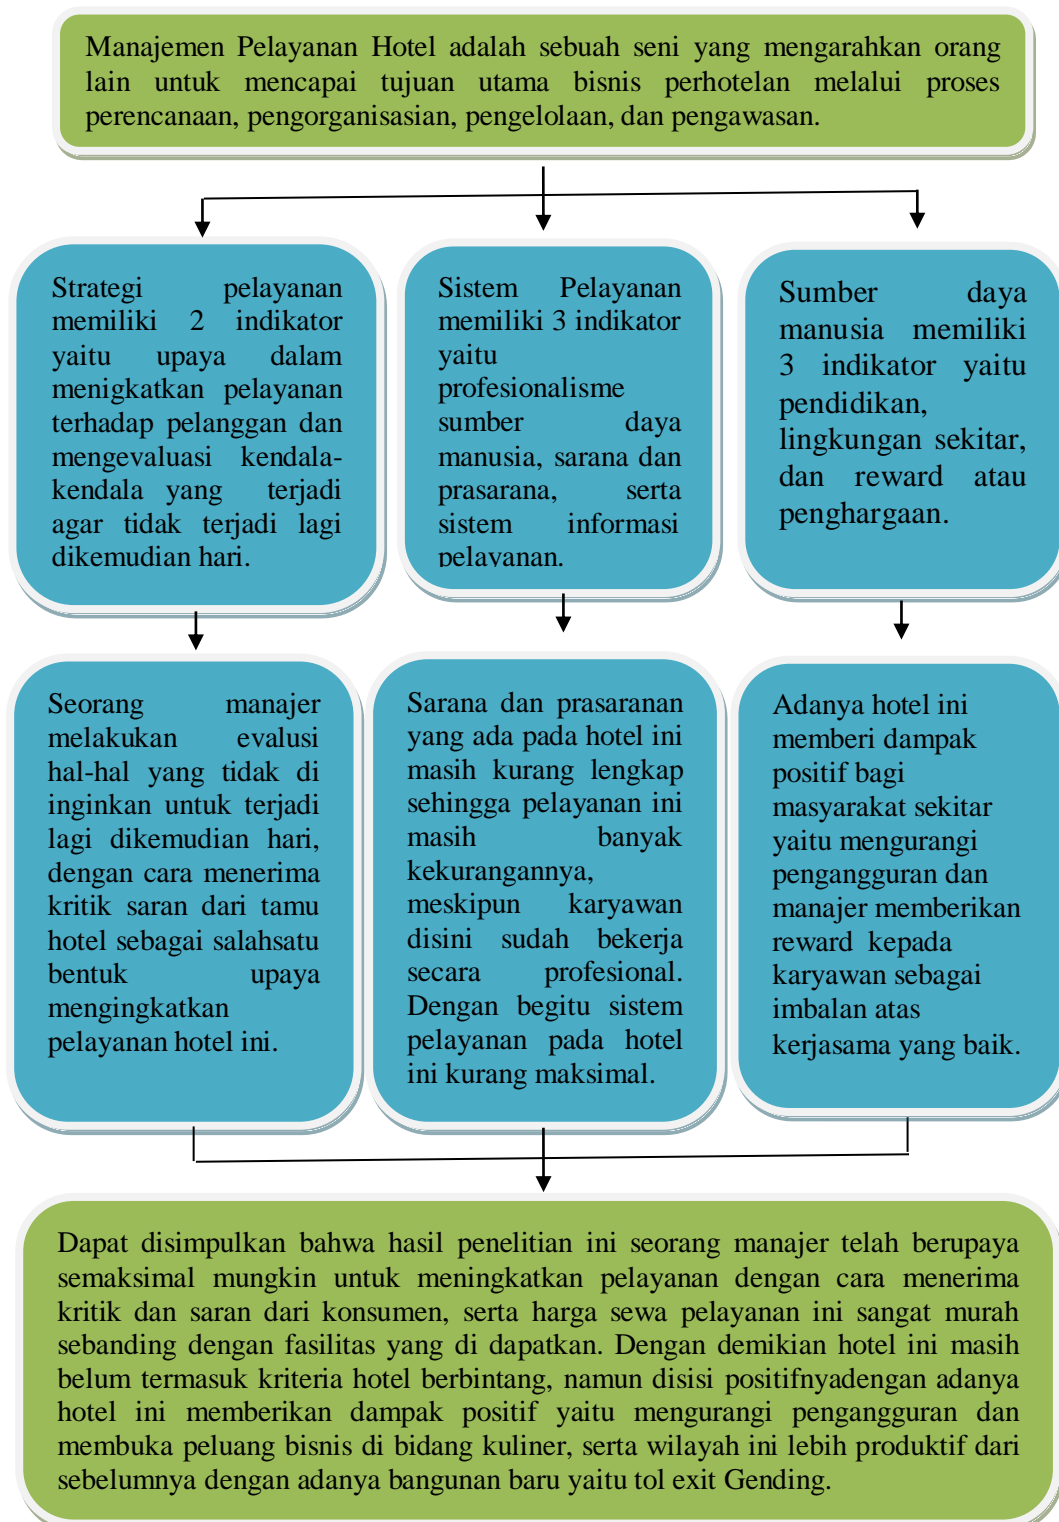 Manajemen Pelayanan Hotel adalah sebuah seni yang mengarahkan orang
lain untuk mencapai tujuan utama bisnis perhotelan melalui proses
perencanaan, pengorganisasian, pengelolaan, dan pengawasan.
Strategi pelayanan
memiliki 2 indikator
yaitu upaya dalam
menigkatkan pelayanan
terhadap pelanggan dan
mengevaluasi kendala-
kendala yang terjadi
agar tidak terjadi lagi
dikemudian hari.
Sistem Pelayanan
memiliki 3 indikator
yaitu
profesionalisme
sumber daya
manusia, sarana dan
prasarana, serta
sistem informasi
pelayanan.
Sumber daya
manusia memiliki
3 indikator yaitu
pendidikan,
lingkungan sekitar,
dan reward atau
penghargaan.
Seorang manajer
melakukan evalusi
hal-hal yang tidak di
inginkan untuk terjadi
lagi dikemudian hari,
dengan cara menerima
kritik saran dari tamu
hotel sebagai salahsatu
bentuk upaya
mengingkatkan
pelayanan hotel ini.
Sarana dan prasaranan
yang ada pada hotel ini
masih kurang lengkap
sehingga pelayanan ini
masih banyak
kekurangannya,
meskipun karyawan
disini sudah bekerja
secara profesional.
Dengan begitu sistem
pelayanan pada hotel
ini kurang maksimal.
Adanya hotel ini
memberi dampak
positif bagi
masyarakat sekitar
yaitu mengurangi
pengangguran dan
manajer memberikan
reward kepada
karyawan sebagai
imbalan atas
kerjasama yang baik.
Dapat disimpulkan bahwa hasil penelitian ini seorang manajer telah berupaya
semaksimal mungkin untuk meningkatkan pelayanan dengan cara menerima
kritik dan saran dari konsumen, serta harga sewa pelayanan ini sangat murah
sebanding dengan fasilitas yang di dapatkan. Dengan demikian hotel ini masih
belum termasuk kriteria hotel berbintang, namun disisi positifnyadengan adanya
hotel ini memberikan dampak positif yaitu mengurangi pengangguran dan
membuka peluang bisnis di bidang kuliner, serta wilayah ini lebih produktif dari
sebelumnya dengan adanya bangunan baru yaitu tol exit Gending.